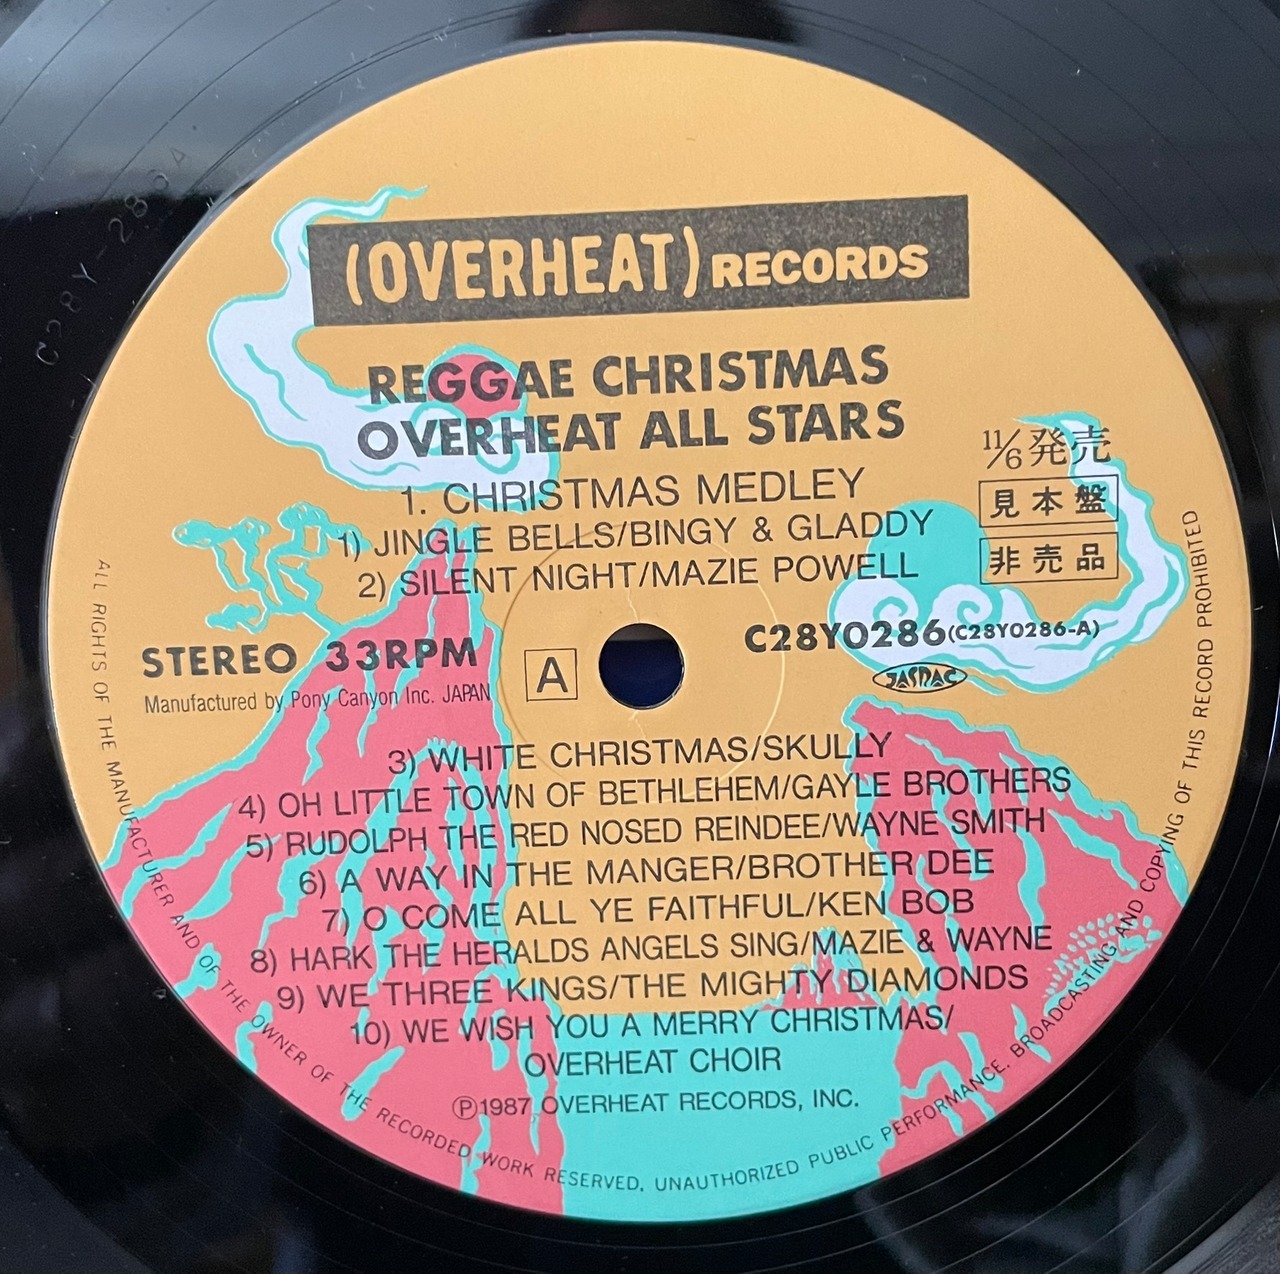 (OVERHEAT) RECORDS
REGGAE CHRISTMAS
OVERHEAT ALL STARS
1. CHRISTMAS MEDLEY
1) JINGLE BELLS/BINGY & GLADDY
2) SILENT NIGHT/MAZIE POWELL
11/6 発売
見本盤
非売品
STEREO 33RPM
Manufactured by Pony Canyon Inc. JAPAN
A
C28Y0286(C28Y0286-A)
JASRAC
3) WHITE CHRISTMAS/SKULLY
4) OH LITTLE TOWN OF BETHLEHEM/GAYLE BROTHERS
5) RUDOLPH THE RED NOSED REINDEE/WAYNE SMITH
6) A WAY IN THE MANGER/BROTHER DEE
7) O COME ALL YE FAITHFUL/KEN BOB
8) HARK THE HERALDS ANGELS SING/MAZIE & WAYNE
9) WE THREE KINGS/THE MIGHTY DIAMONDS
10) WE WISH YOU A MERRY CHRISTMAS/
OVERHEAT CHOIR
Ⓟ1987 OVERHEAT RECORDS, INC.
ALL RIGHTS OF THE MANUFACTURER AND OF THE OWNER OF THE RECORDED WORK RESERVED. UNAUTHORIZED PUBLIC PERFORMANCE. BROADCASTING AND COPYING OF THIS RECORD PROHIBITED